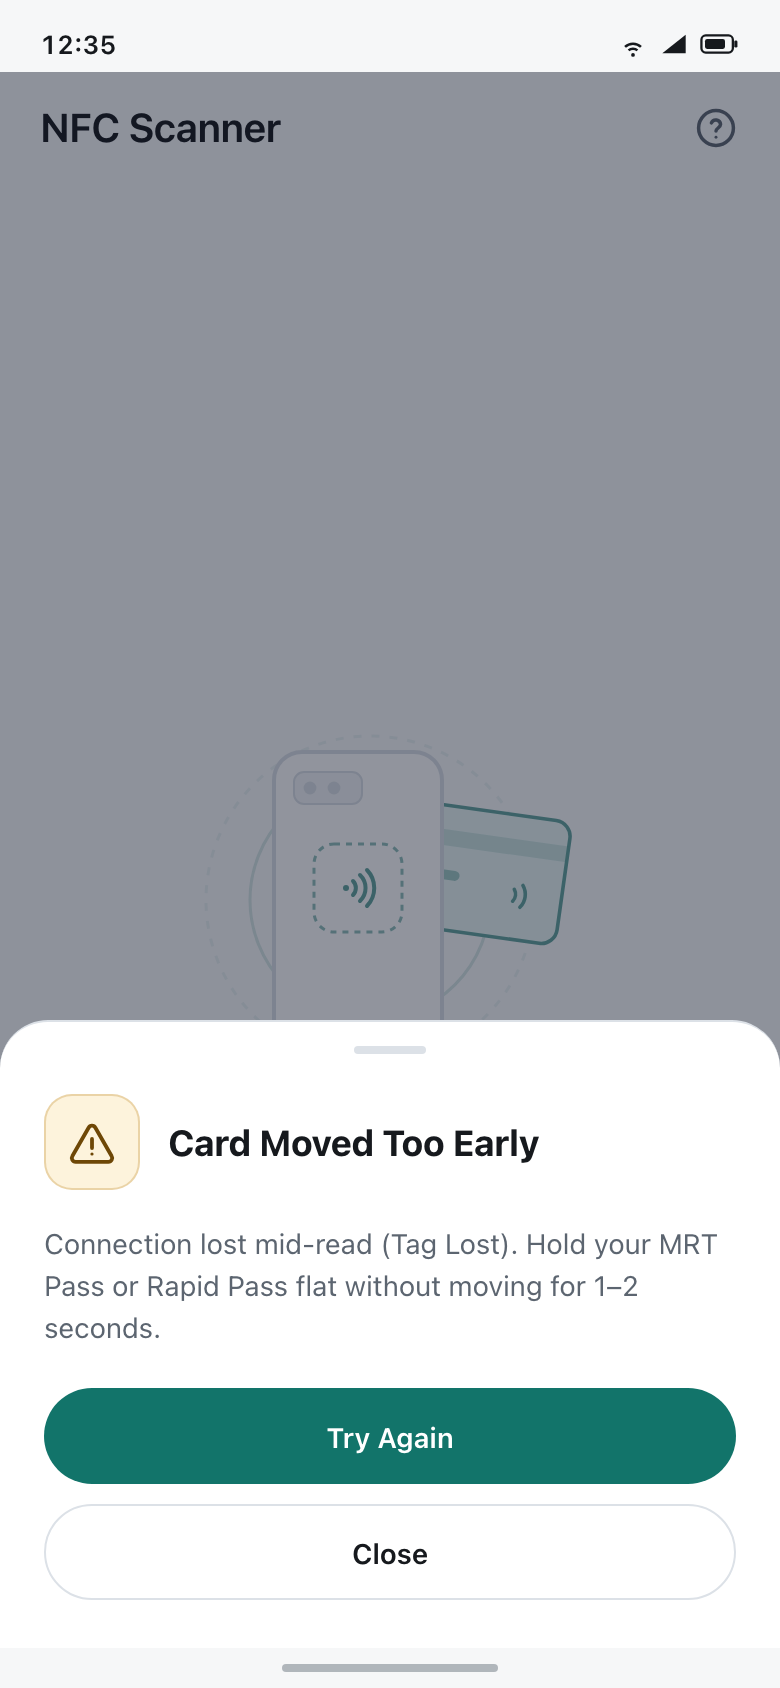 12:35
NFC Scanner
Card Moved Too Early
Connection lost mid-read (Tag Lost). Hold your MRT
Pass or Rapid Pass flat without moving for 1–2
seconds.
Try Again
Close